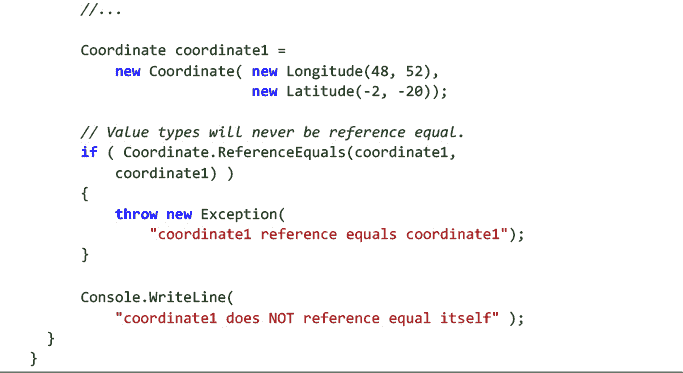 //...
Coordinate coordinate1 =
new Coordinate( new Longitude(48, 52),
new Latitude(-2, -20));
// Value types will never be reference equal.
if ( Coordinate.ReferenceEquals(coordinate1,
coordinate1) )
{
throw new Exception(
"coordinate1 reference equals coordinate1");
}
Console.WriteLine(
"coordinate1 does NOT reference equal itself" );
}
}